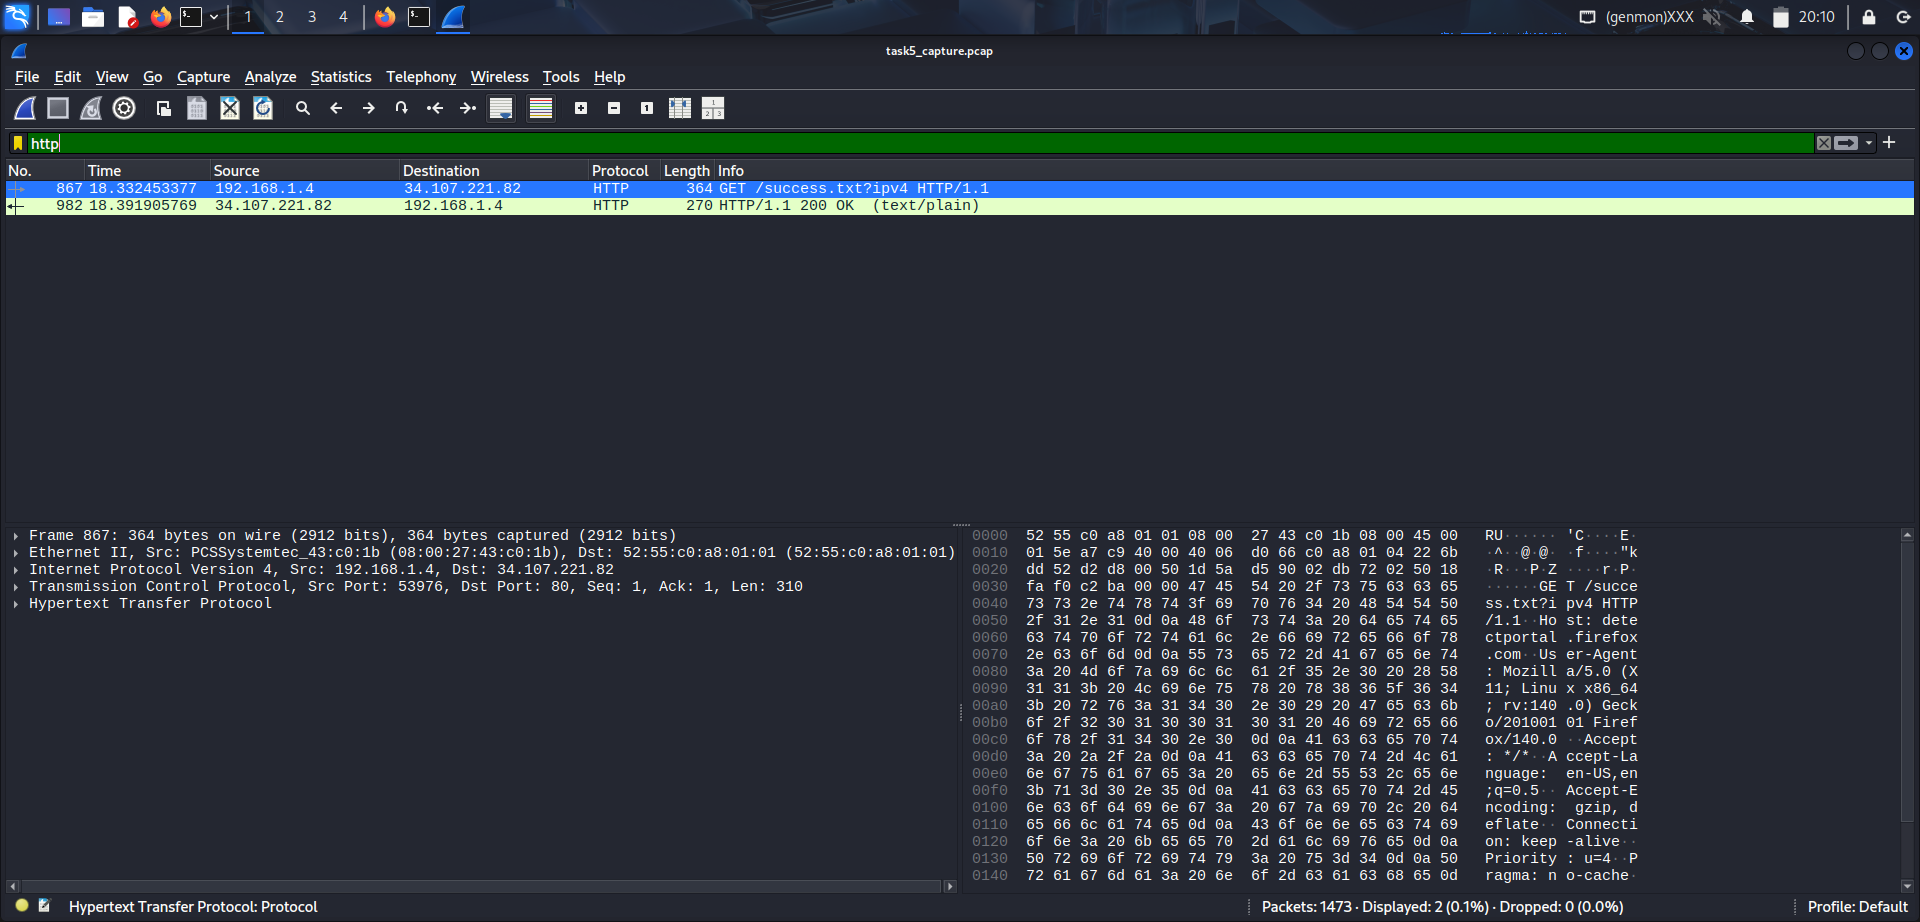 1 2 3 4 (genmon)XXX 20:10
task5_capture.pcap
File Edit View Go Capture Analyze Statistics Telephony Wireless Tools Help
http
No. Time Source Destination Protocol Length Info
867 18.332453377 192.168.1.4 34.107.221.82 HTTP 364 GET /success.txt?ipv4 HTTP/1.1
982 18.391905769 34.107.221.82 192.168.1.4 HTTP 270 HTTP/1.1 200 OK  (text/plain)
Frame 867: 364 bytes on wire (2912 bits), 364 bytes captured (2912 bits)
Ethernet II, Src: PCSSystemtec_43:c0:1b (08:00:27:43:c0:1b), Dst: 52:55:c0:a8:01:01 (52:55:c0:a8:01:01)
Internet Protocol Version 4, Src: 192.168.1.4, Dst: 34.107.221.82
Transmission Control Protocol, Src Port: 53976, Dst Port: 80, Seq: 1, Ack: 1, Len: 310
Hypertext Transfer Protocol
0000 52 55 c0 a8 01 01 08 00 27 43 c0 1b 08 00 45 00 RU······ 'C····E·
0010 01 5e a7 c9 40 00 40 06 d0 66 c0 a8 01 04 22 6b ·^··@·@· ·f····"k
0020 dd 52 d2 d8 00 50 1d 5a d5 90 02 db 72 02 50 18 ·R···P·Z ····r·P·
0030 fa f0 c2 ba 00 00 47 45 54 20 2f 73 75 63 63 65 ······GE T /succe
0040 73 73 2e 74 78 74 3f 69 70 76 34 20 48 54 54 50 ss.txt?i pv4 HTTP
0050 2f 31 2e 31 0d 0a 48 6f 73 74 3a 20 64 65 74 65 /1.1··Ho st: dete
0060 63 74 70 6f 72 74 61 6c 2e 66 69 72 65 66 6f 78 ctportal .firefox
0070 2e 63 6f 6d 0d 0a 55 73 65 72 2d 41 67 65 6e 74 .com··Us er-Agent
0080 3a 20 4d 6f 7a 69 6c 6c 61 2f 35 2e 30 20 28 58 : Mozill a/5.0 (X
0090 31 31 3b 20 4c 69 6e 75 78 20 78 38 36 5f 36 34 11; Linu x x86_64
00a0 3b 20 72 76 3a 31 34 30 2e 30 29 20 47 65 63 6b ; rv:140 .0) Geck
00b0 6f 2f 32 30 31 30 30 31 30 31 20 46 69 72 65 66 o/201001 01 Firef
00c0 6f 78 2f 31 34 30 2e 30 0d 0a 41 63 63 65 70 74 ox/140.0 ··Accept
00d0 3a 20 2a 2f 2a 0d 0a 41 63 63 65 70 74 2d 4c 61 : */*··A ccept-La
00e0 6e 67 75 61 67 65 3a 20 65 6e 2d 55 53 2c 65 6e nguage:  en-US,en
00f0 3b 71 3d 30 2e 35 0d 0a 41 63 63 65 70 74 2d 45 ;q=0.5·· Accept-E
0100 6e 63 6f 64 69 6e 67 3a 20 67 7a 69 70 2c 20 64 ncoding:  gzip, d
0110 65 66 6c 61 74 65 0d 0a 43 6f 6e 6e 65 63 74 69 eflate·· Connecti
0120 6f 6e 3a 20 6b 65 65 70 2d 61 6c 69 76 65 0d 0a on: keep -alive··
0130 50 72 69 6f 72 69 74 79 3a 20 75 3d 34 0d 0a 50 Priority : u=4··P
0140 72 61 67 6d 61 3a 20 6e 6f 2d 63 61 63 68 65 0d ragma: n o-cache·
Hypertext Transfer Protocol: Protocol Packets: 1473 · Displayed: 2 (0.1%) · Dropped: 0 (0.0%) Profile: Default